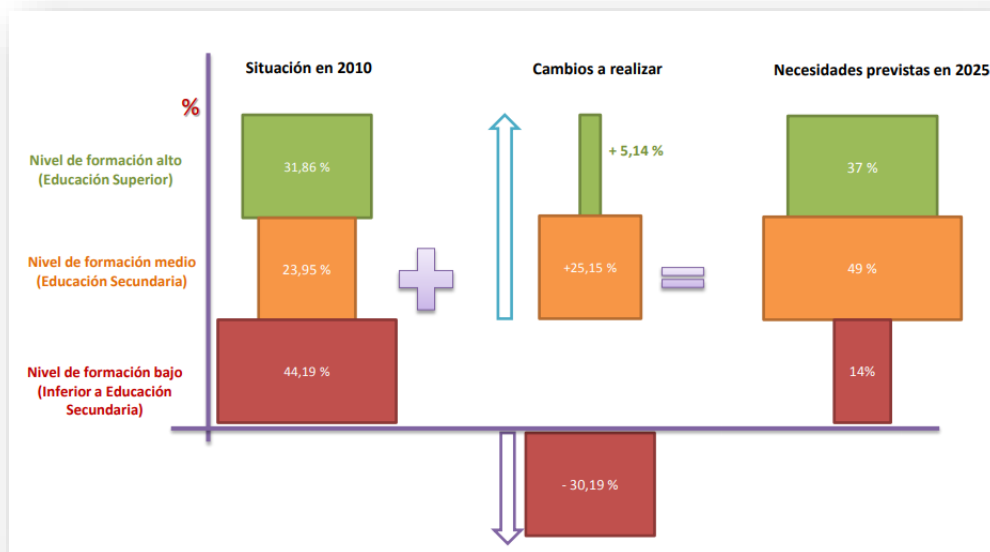 Situación en 2010
Cambios a realizar
Necesidades previstas en 2025
%
Nivel de formación alto
(Educación Superior)
31,86 %
+ 5,14 %
37 %
Nivel de formación medio
(Educación Secundaria)
23,95 %
+25,15 %
49 %
Nivel de formación bajo
(Inferior a Educación
Secundaria)
44,19 %
14%
- 30,19 %